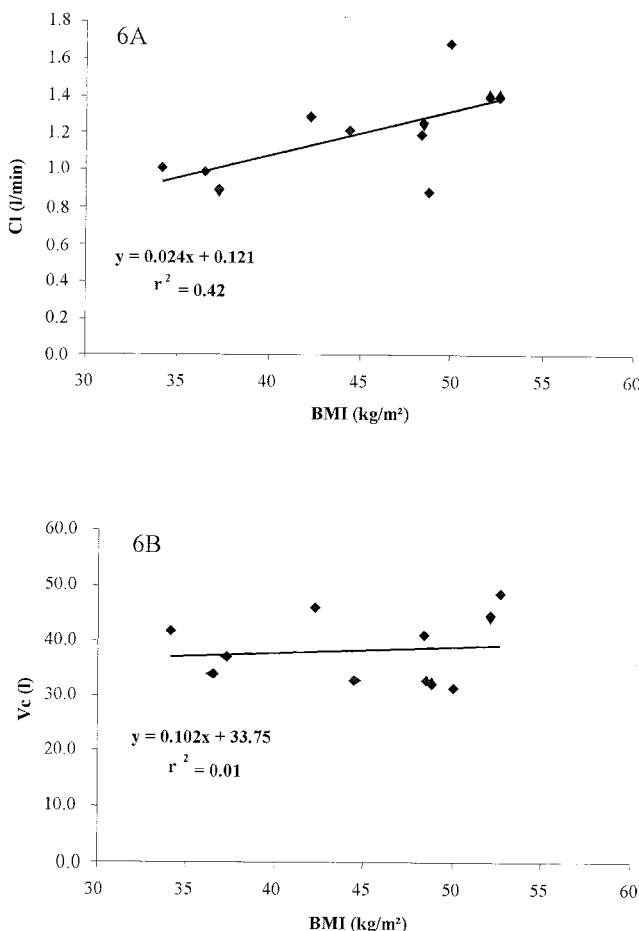 6A
1.8
1.6
1.4
1.2
1.0
0.8
0.6
0.4
0.2
0.0
Cl (l/min)
y = 0.024x + 0.121
r² = 0.42
30 35 40 45 50 55 60
BMI (kg/m²)
6B
60.0
50.0
40.0
30.0
20.0
10.0
0.0
Vc (l)
y = 0.102x + 33.75
r² = 0.01
30 35 40 45 50 55 60
BMI (kg/m²)